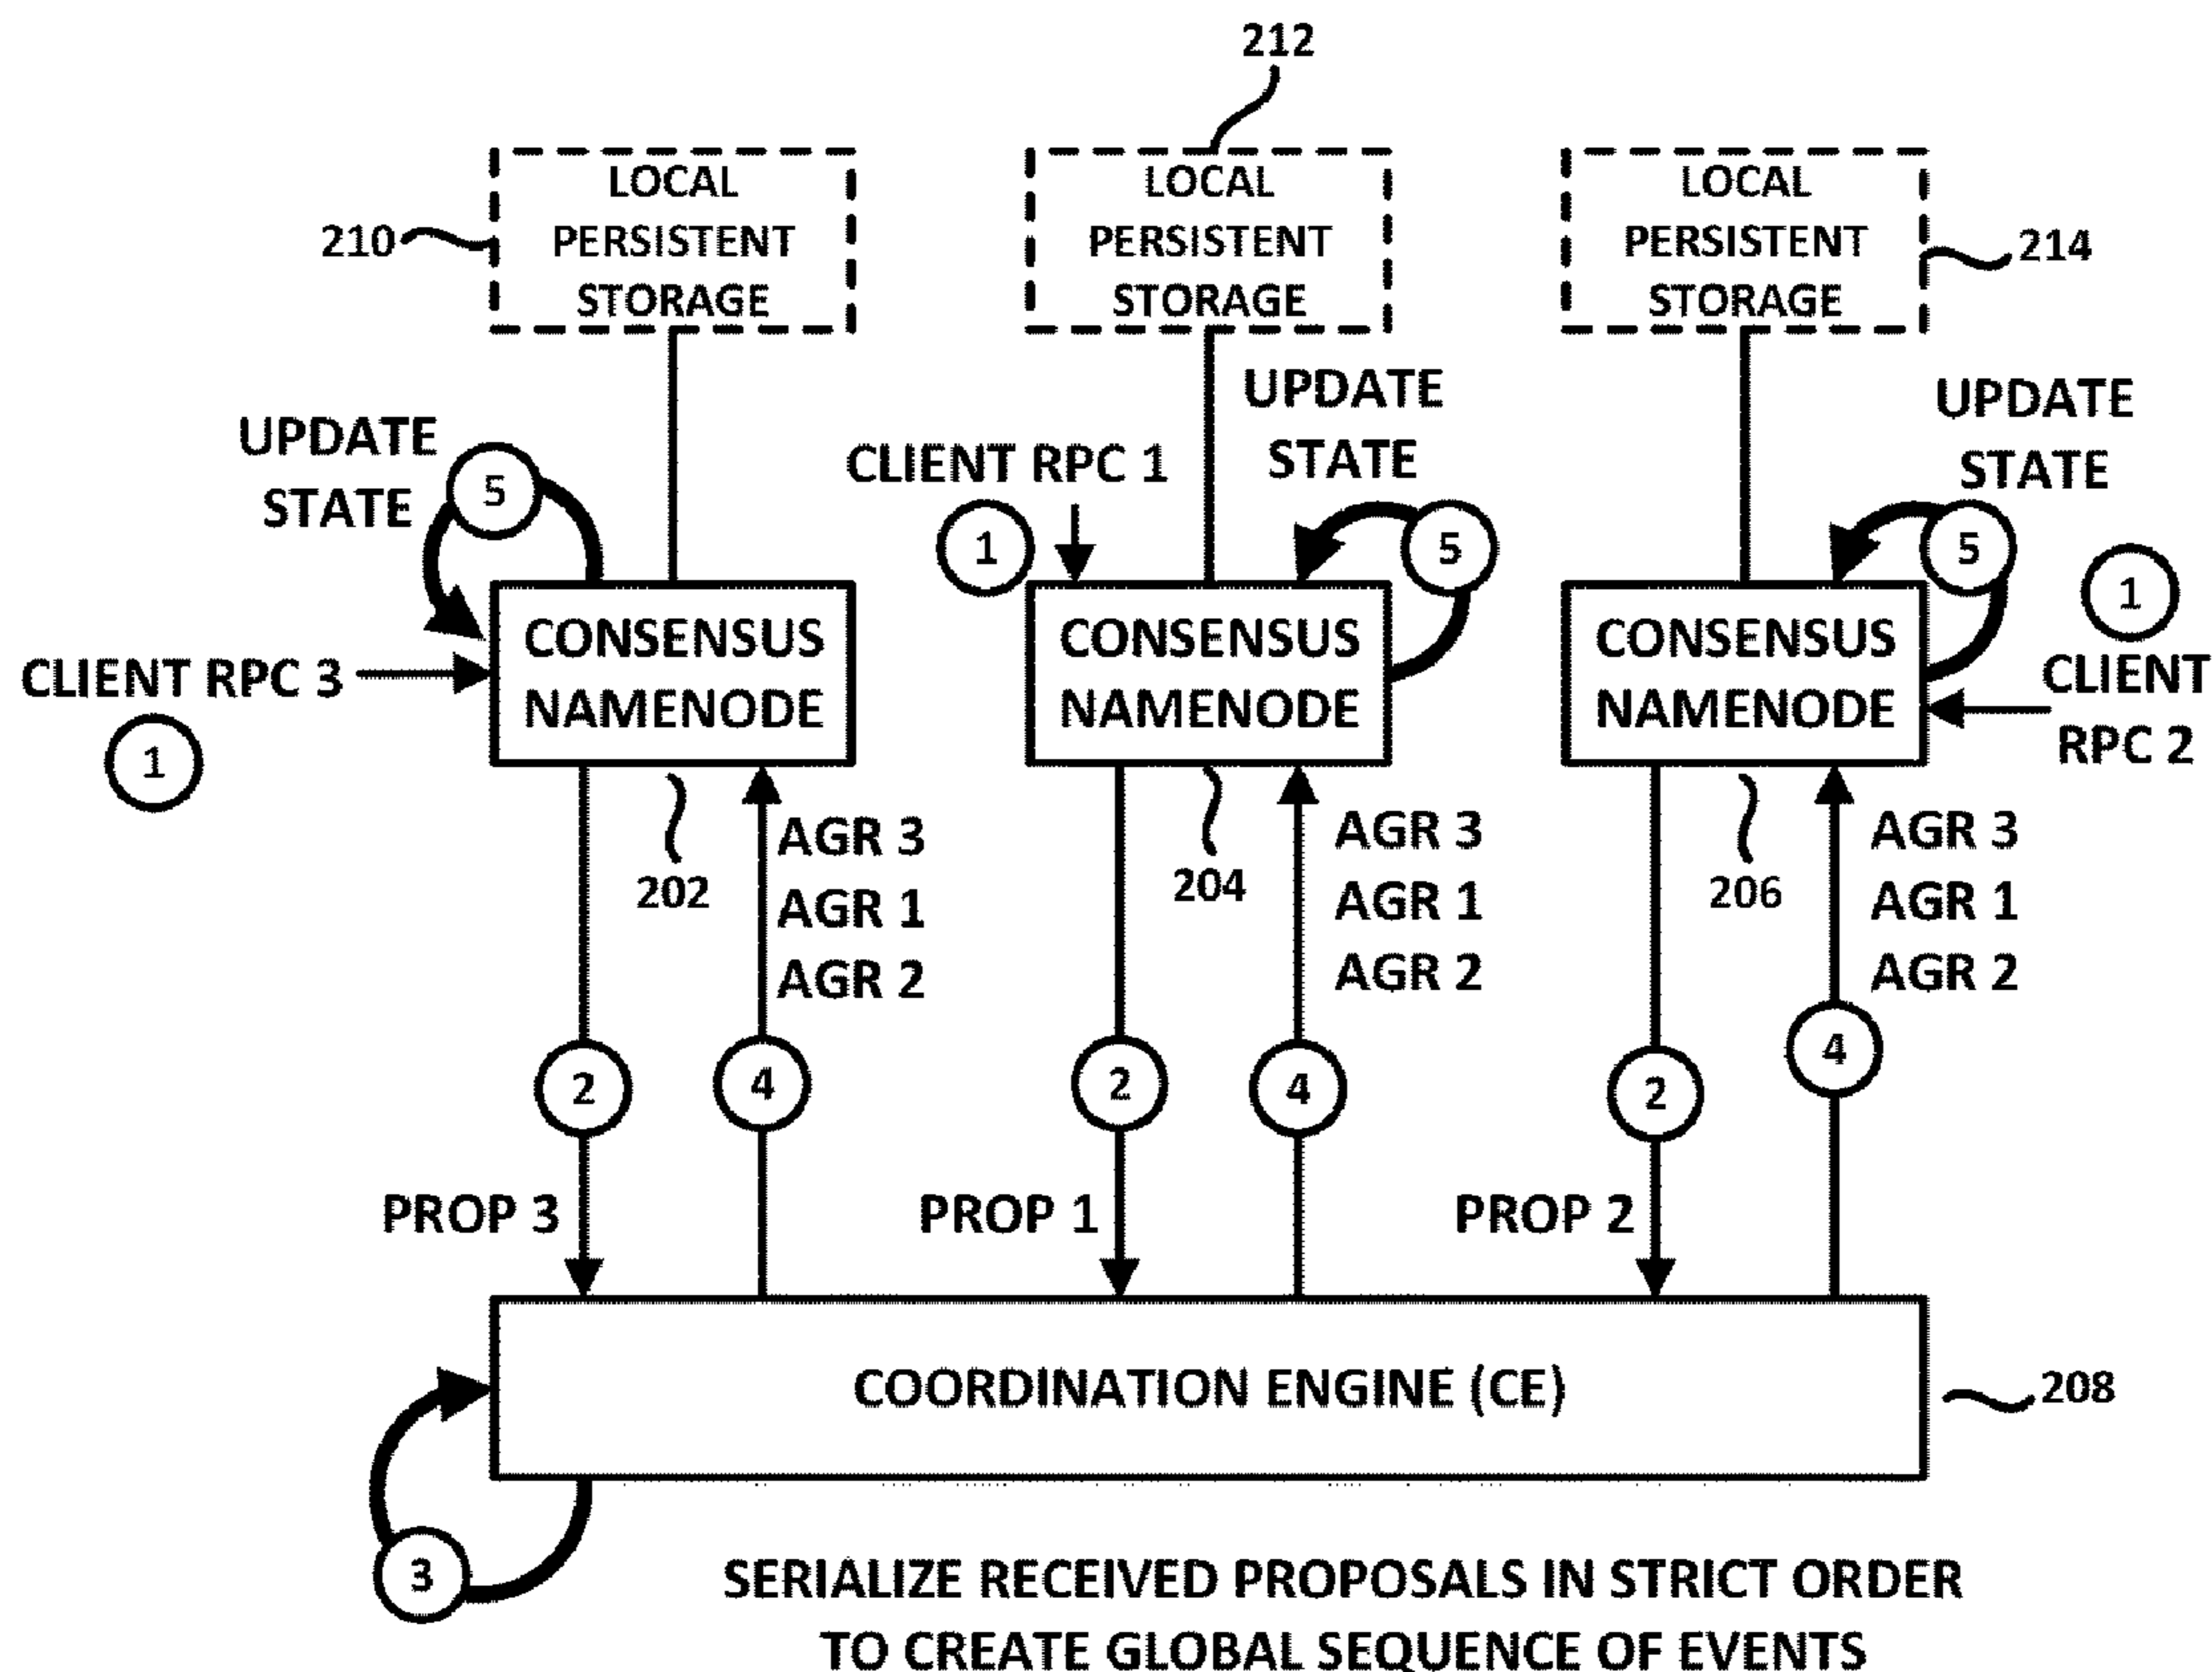 212
LOCAL
PERSISTENT
STORAGE
LOCAL
PERSISTENT
STORAGE
LOCAL
PERSISTENT
STORAGE
210
214
UPDATE
STATE
5
CLIENT RPC 1
1
UPDATE
STATE
5
UPDATE
STATE
5
1
CLIENT
RPC 2
CLIENT RPC 3
1
CONSENSUS
NAMENODE
CONSENSUS
NAMENODE
CONSENSUS
NAMENODE
202
AGR 3
AGR 1
AGR 2
204
AGR 3
AGR 1
AGR 2
206
AGR 3
AGR 1
AGR 2
2
4
2
4
2
4
PROP 3
PROP 1
PROP 2
COORDINATION ENGINE (CE)
208
3
SERIALIZE RECEIVED PROPOSALS IN STRICT ORDER
TO CREATE GLOBAL SEQUENCE OF EVENTS